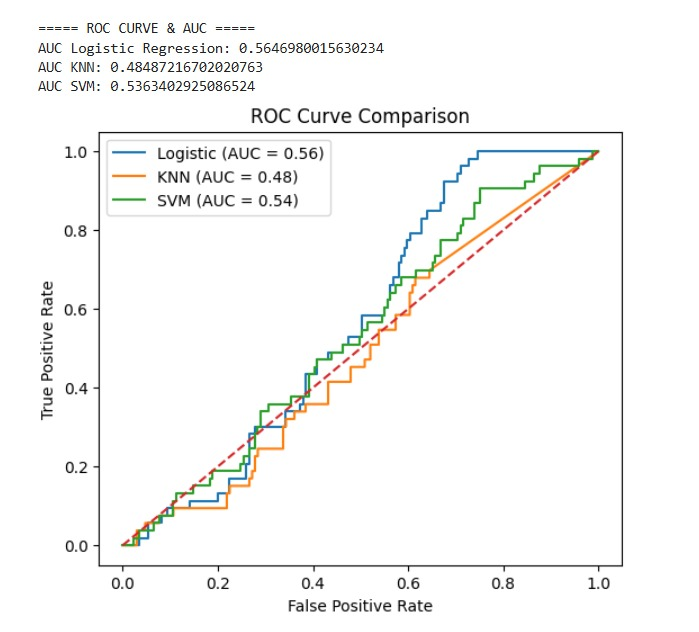 ===== ROC CURVE & AUC =====
AUC Logistic Regression: 0.5646980015630234
AUC KNN: 0.48487216702020763
AUC SVM: 0.5363402925086524
ROC Curve Comparison
Logistic (AUC = 0.56)
KNN (AUC = 0.48)
SVM (AUC = 0.54)
1.0
0.8
0.6
0.4
0.2
0.0
True Positive Rate
0.0 0.2 0.4 0.6 0.8 1.0
False Positive Rate